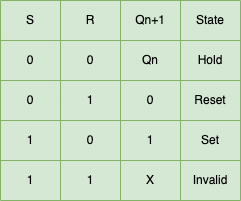 S R Qn+1 State
0 0 Qn Hold
0 1 0 Reset
1 0 1 Set
1 1 X Invalid